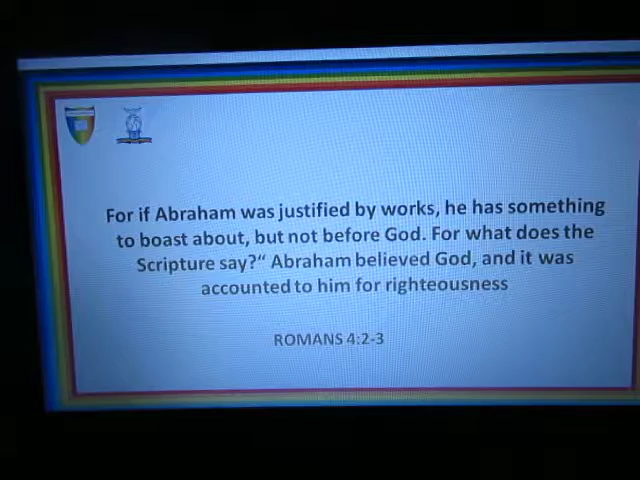 For if Abraham was justified by works, he has something
to boast about, but not before God. For what does the
Scripture say?“ Abraham believed God, and it was
accounted to him for righteousness
ROMANS 4:2-3